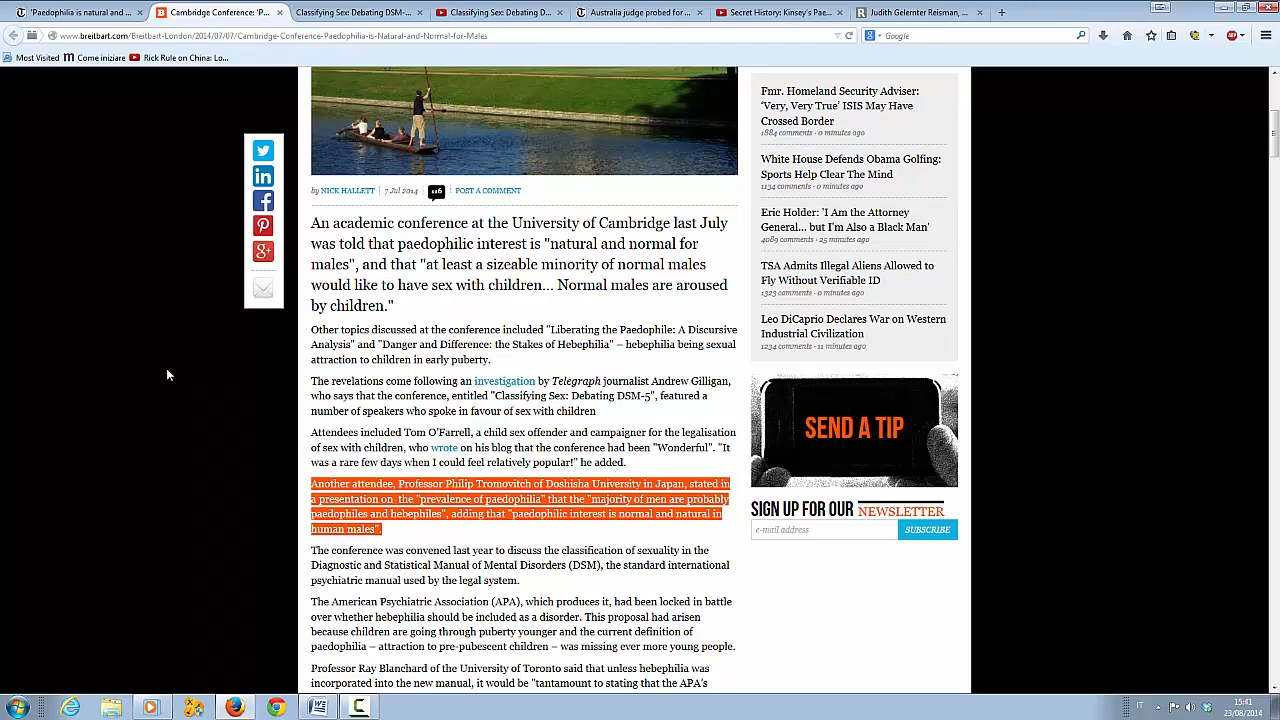 'Paedophilia is natural and ...
Cambridge Conference: 'P...
Classifying Sex: Debating DSM-...
Classifying Sex: Debating D...
Australia judge probed for ...
Secret History: Kinsey's Pae...
Judith Gelernter Reisman, ...
www.breitbart.com/Breitbart-London/2014/07/07/Cambridge-Conference-Paedophilia-is-Natural-and-Normal-for-Males
Google
Most Visited
Come iniziare
Rick Rule on China: Lo...
by NICK HALLETT | 7 Jul 2014 116 POST A COMMENT
An academic conference at the University of Cambridge last July
was told that paedophilic interest is "natural and normal for
males", and that "at least a sizeable minority of normal males
would like to have sex with children... Normal males are aroused
by children."
Other topics discussed at the conference included "Liberating the Paedophile: A Discursive
Analysis" and "Danger and Difference: the Stakes of Hebephilia" – hebephilia being sexual
attraction to children in early puberty.
The revelations come following an investigation by Telegraph journalist Andrew Gilligan,
who says that the conference, entitled "Classifying Sex: Debating DSM-5", featured a
number of speakers who spoke in favour of sex with children
Attendees included Tom O'Farrell, a child sex offender and campaigner for the legalisation
of sex with children, who wrote on his blog that the conference had been "Wonderful". "It
was a rare few days when I could feel relatively popular!" he added.
Another attendee, Professor Philip Tromovitch of Doshisha University in Japan, stated in
a presentation on the "prevalence of paedophilia" that the "majority of men are probably
paedophiles and hebephiles", adding that "paedophilic interest is normal and natural in
human males".
The conference was convened last year to discuss the classification of sexuality in the
Diagnostic and Statistical Manual of Mental Disorders (DSM), the standard international
psychiatric manual used by the legal system.
The American Psychiatric Association (APA), which produces it, had been locked in battle
over whether hebephilia should be included as a disorder. This proposal had arisen
because children are going through puberty younger and the current definition of
paedophilia – attraction to pre-pubescent children – was missing ever more young people.
Professor Ray Blanchard of the University of Toronto said that unless hebephilia was
incorporated into the new manual, it would be "tantamount to stating that the APA's
Fmr. Homeland Security Adviser:
'Very, Very True' ISIS May Have
Crossed Border
1884 comments · 0 minutes ago
White House Defends Obama Golfing:
Sports Help Clear The Mind
1134 comments · 0 minutes ago
Eric Holder: 'I Am the Attorney
General... but I'm Also a Black Man'
4089 comments · 25 minutes ago
TSA Admits Illegal Aliens Allowed to
Fly Without Verifiable ID
1323 comments · 0 minutes ago
Leo DiCaprio Declares War on Western
Industrial Civilization
1234 comments · 11 minutes ago
SEND A TIP
SIGN UP FOR OUR NEWSLETTER
e-mail address
SUBSCRIBE
IT
15:41
23/08/2014